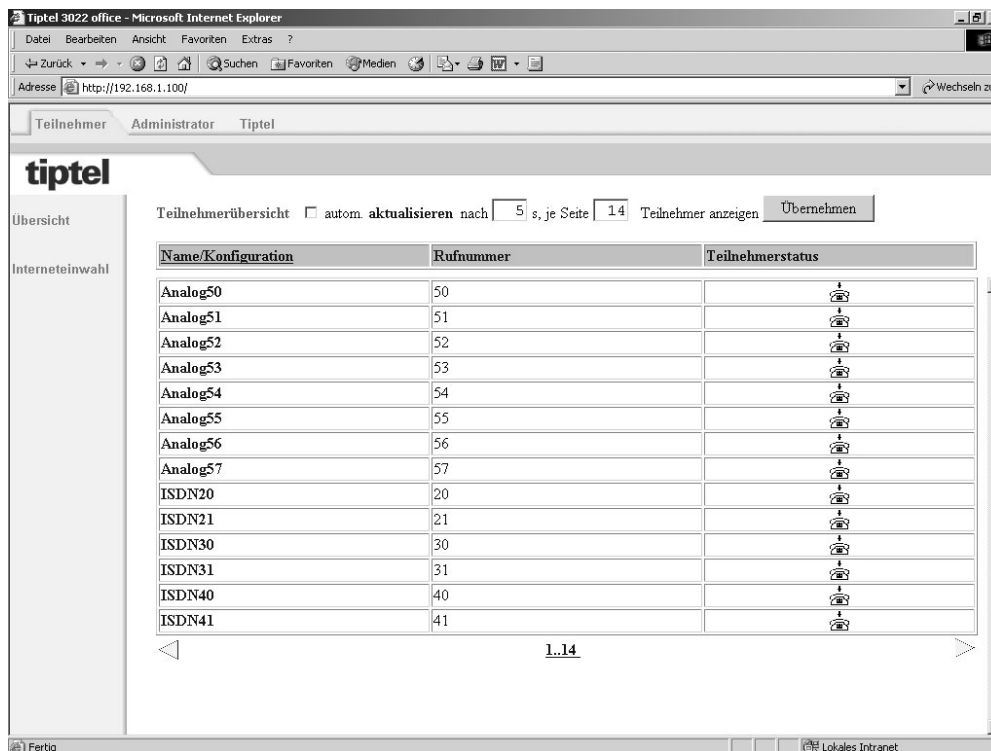 Tiptel 3022 office - Microsoft Internet Explorer
Datei Bearbeiten Ansicht Favoriten Extras ?
Zurück Suchen Favoriten Medien
Adresse http://192.168.1.100/ Wechseln zu
Teilnehmer Administrator Tiptel
tiptel
Übersicht
Interneteinwahl
Teilnehmerübersicht autom. aktualisieren nach 5 s, je Seite 14 Teilnehmer anzeigen Übernehmen
Name/Konfiguration Rufnummer Teilnehmerstatus
Analog50 50
Analog51 51
Analog52 52
Analog53 53
Analog54 54
Analog55 55
Analog56 56
Analog57 57
ISDN20 20
ISDN21 21
ISDN30 30
ISDN31 31
ISDN40 40
ISDN41 41
1..14
Fertig Lokales Intranet